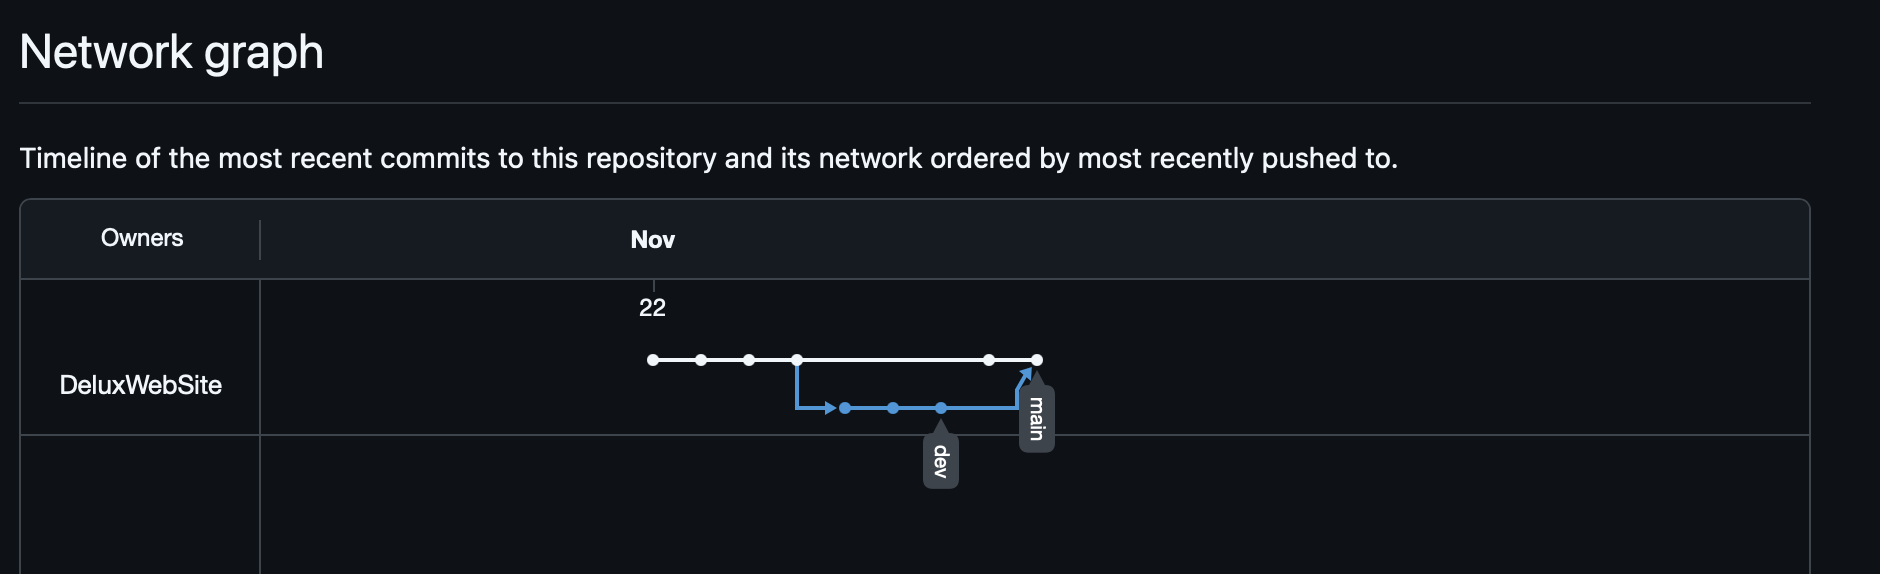 Network graph
Timeline of the most recent commits to this repository and its network ordered by most recently pushed to.
Owners
Nov
22
DeluxWebSite
main
dev